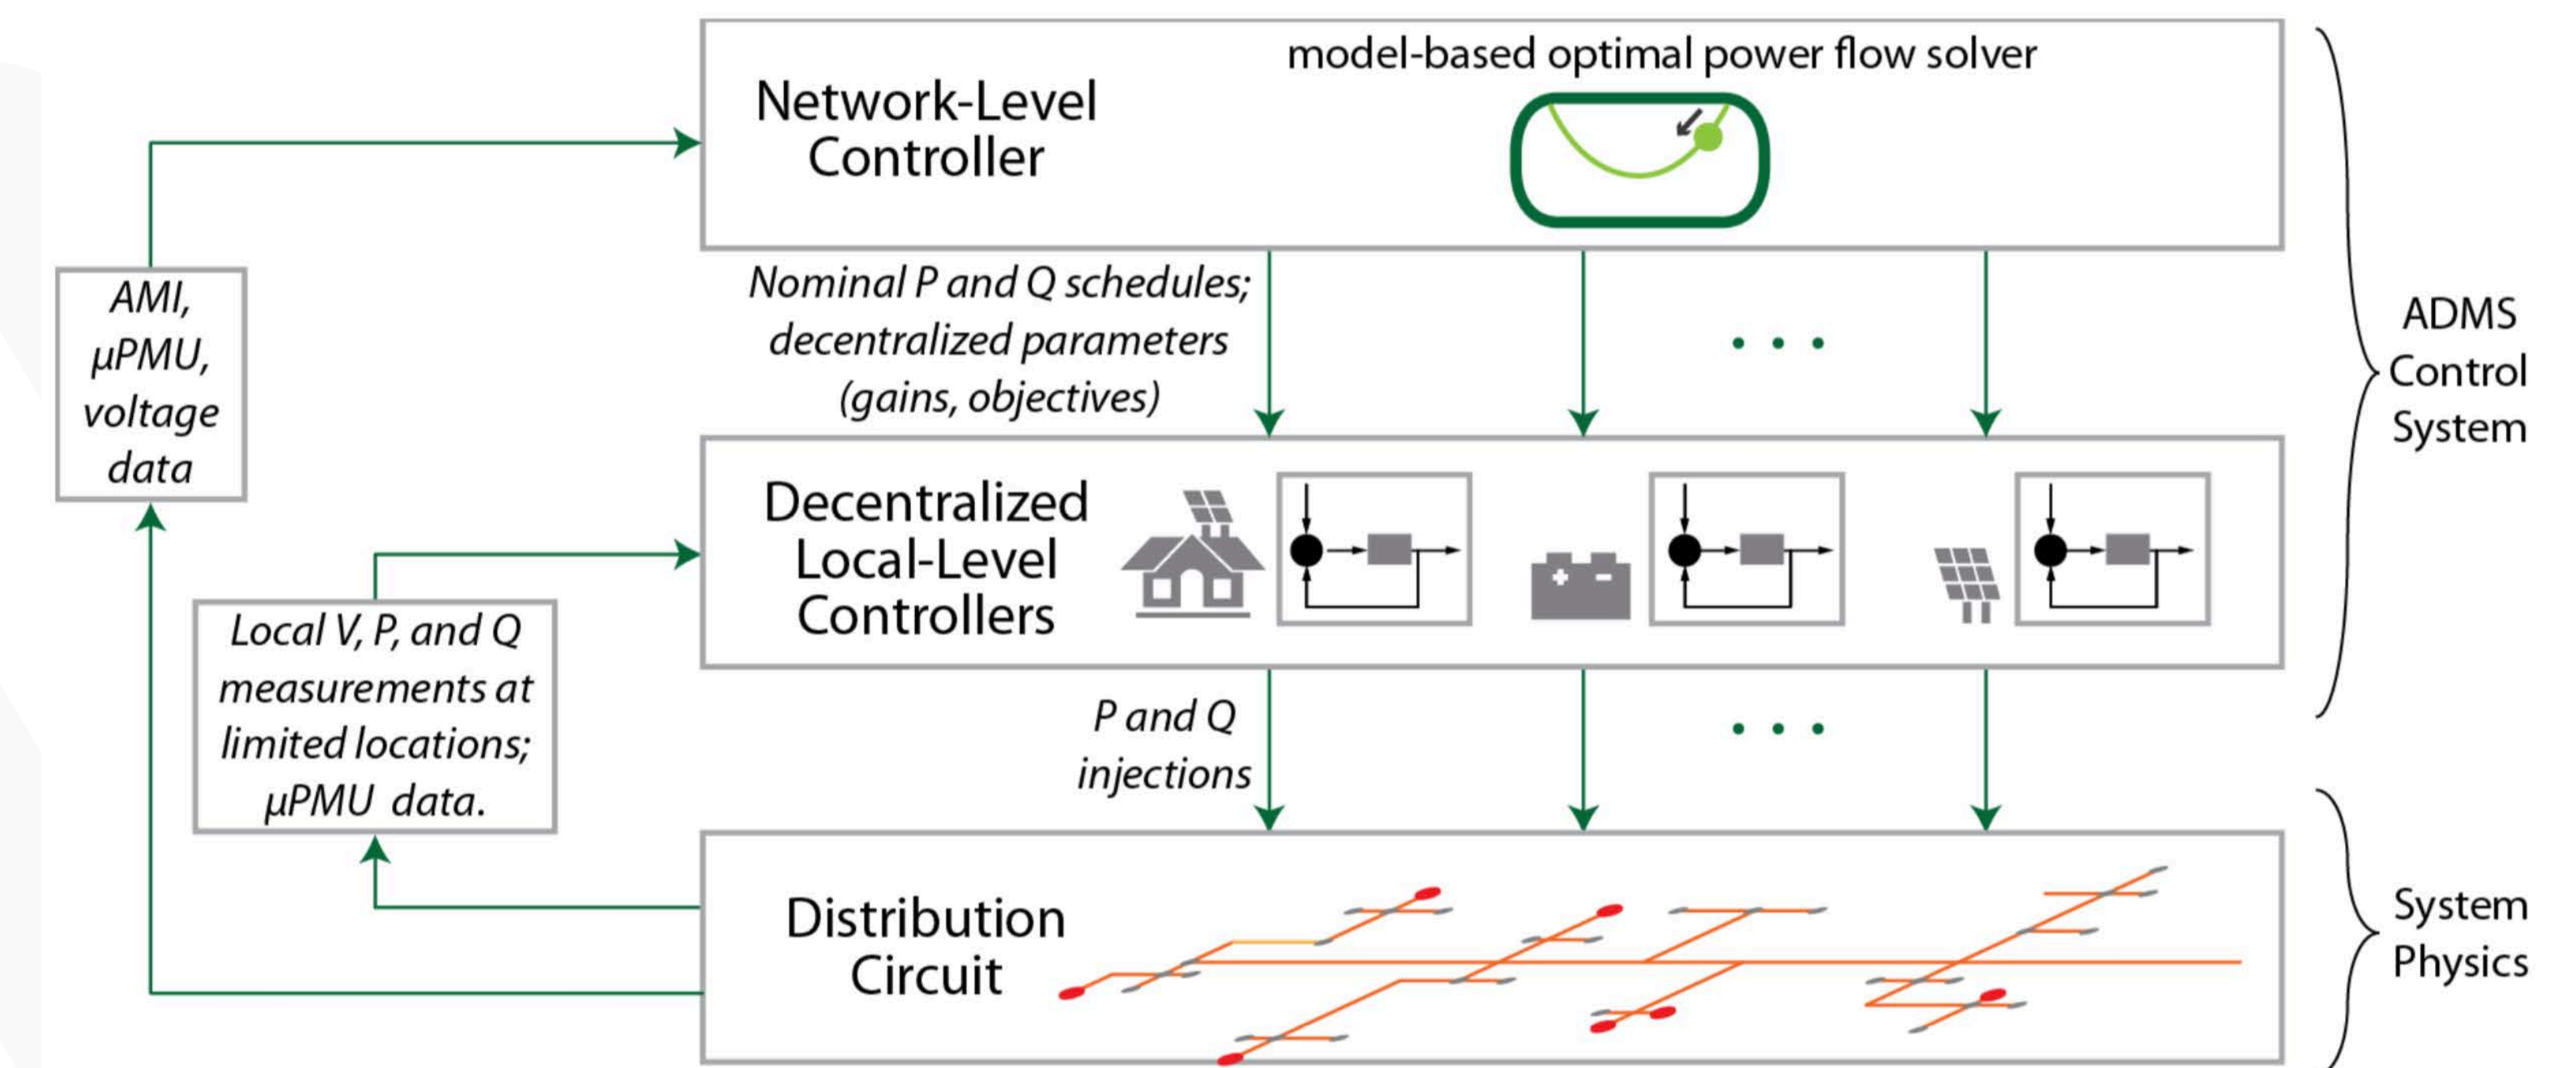 model-based optimal power flow solver
Network-Level
Controller
AMI,
μPMU,
voltage
data
Nominal P and Q schedules;
decentralized parameters
(gains, objectives)
. . .
ADMS
Control
System
Decentralized
Local-Level
Controllers
+ -
Local V, P, and Q
measurements at
limited locations;
μPMU data.
P and Q
injections
. . .
Distribution
Circuit
System
Physics